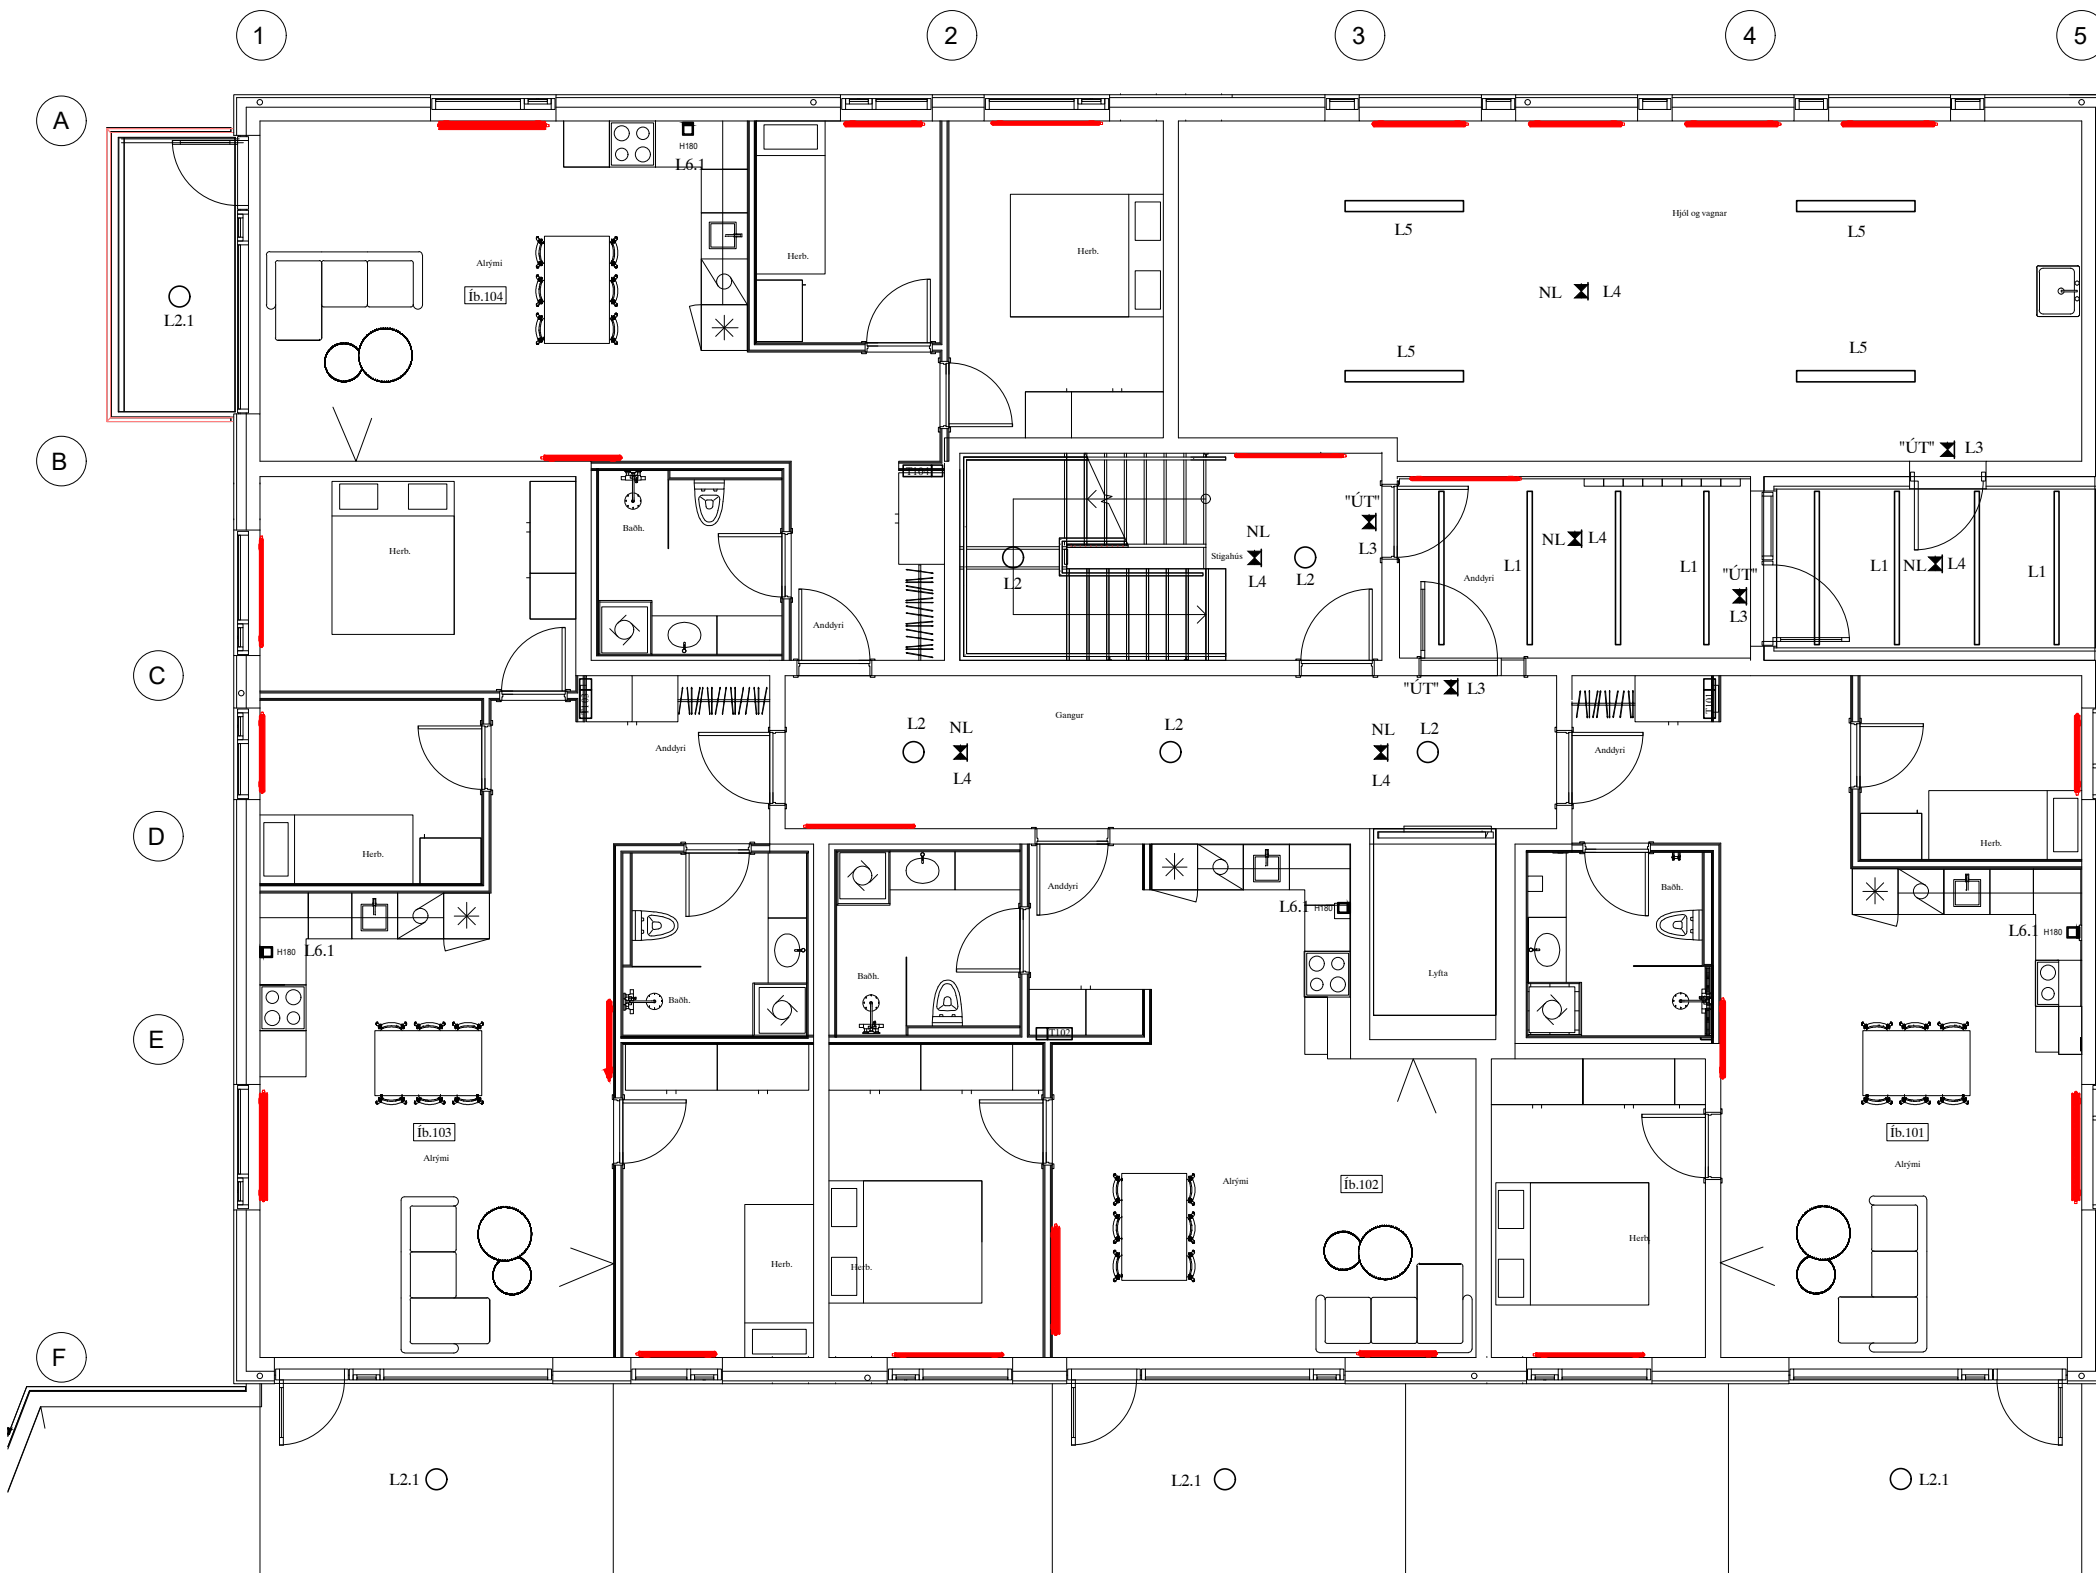 1 2 3 4 5
A
H180
L6.1
Hjól og vagnar
L5 L5
Herb. Herb.
Alrými
Íb.104
NL L4
L2.1
L5 L5
B
"ÚT" L3
T104
"ÚT"
L3
Baðh.
NL
Stigahús
L4
L2 L2
NL L4
Anddyri
L1 L1
"ÚT"
L3
L1 NL L4 L1
Herb.
Anddyri
C
T103
"ÚT" L3
T101
Gangur
L2 NL L2 NL L2
Anddyri Anddyri
L4 L4
D
Herb. Herb.
Anddyri
Baðh.
L6.1 H180
L6.1 H180
H180 L6.1
Baðh.
Lyfta
Baðh.
E
T102
Íb.103
Alrými
Íb.101
Alrými
Alrými
Íb.102
Herb.
Herb.
Herb.
F
L2.1 L2.1 L2.1